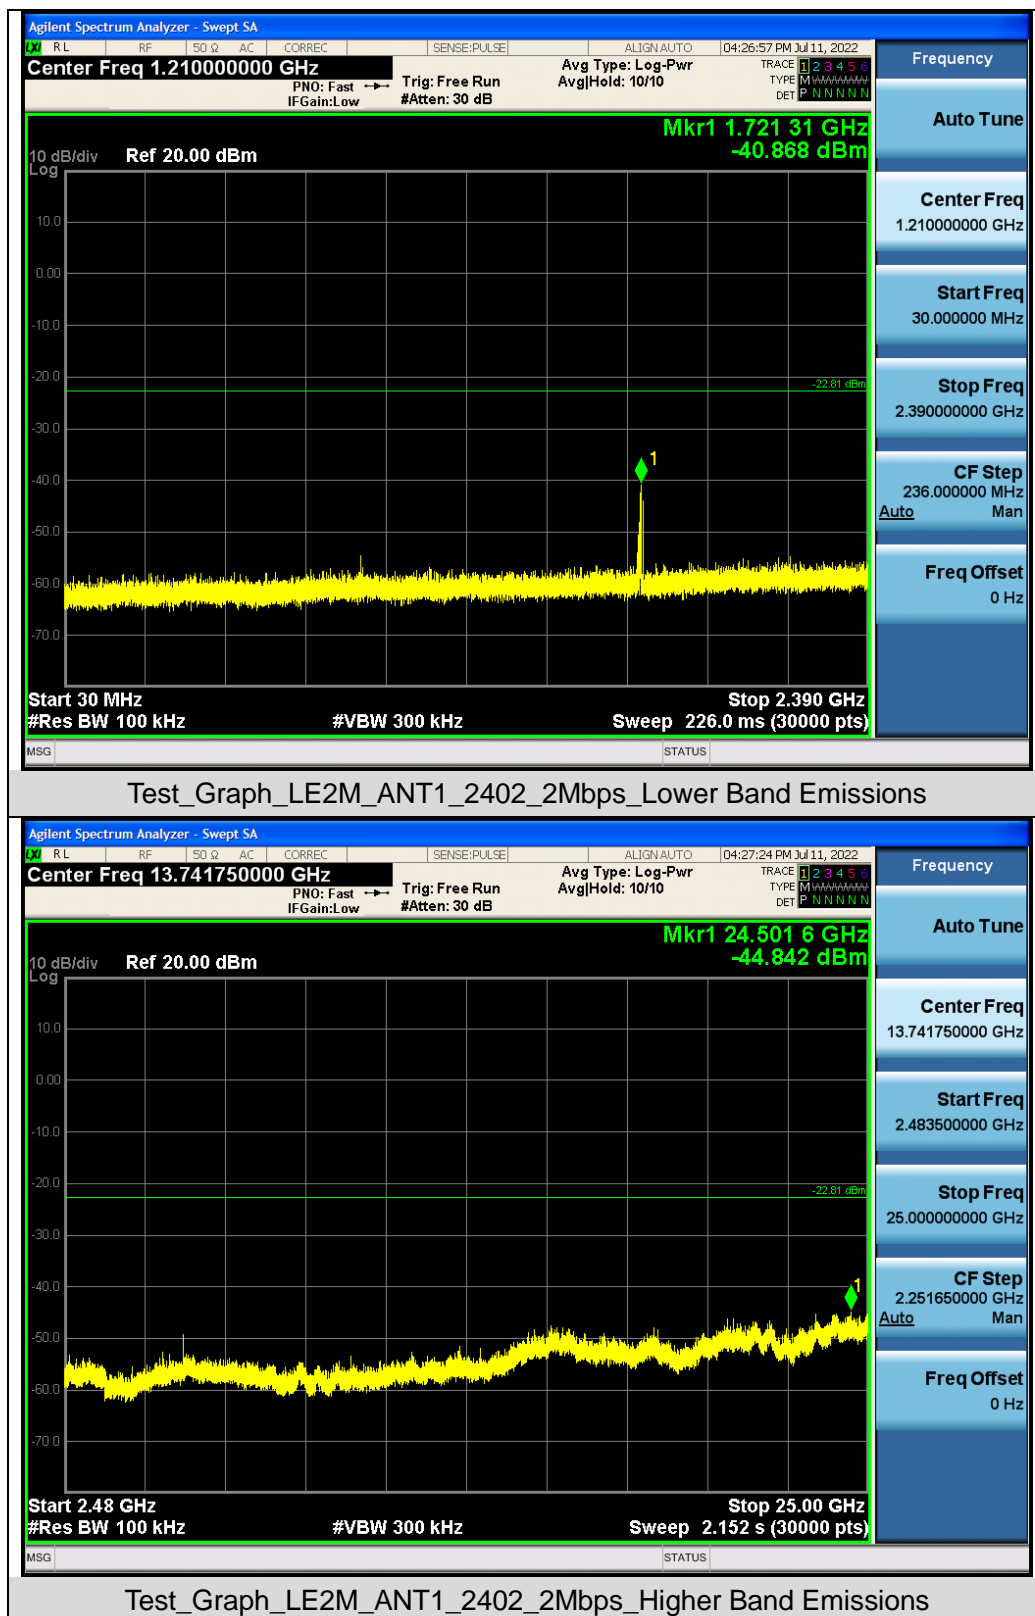 Agilent Spectrum Analyzer - Swept SA
LXI RL RF 50 Ω AC CORREC SENSE:PULSE ALIGN AUTO 04:26:57 PM Jul 11, 2022
Center Freq 1.210000000 GHz
PNO: Fast
IFGain:Low
Trig: Free Run
#Atten: 30 dB
Avg Type: Log-Pwr
Avg|Hold: 10/10
TRACE 1 2 3 4 5 6
TYPE M
DET P N N N N N
Frequency
Auto Tune
Mkr1 1.721 31 GHz
-40.868 dBm
10 dB/div Ref 20.00 dBm
Log
10.0
0.00
-10.0
-20.0
-30.0
-40.0
-50.0
-60.0
-70.0
-22.81 dBm
1
Center Freq
1.210000000 GHz
Start Freq
30.000000 MHz
Stop Freq
2.390000000 GHz
CF Step
236.000000 MHz
Auto Man
Freq Offset
0 Hz
Start 30 MHz Stop 2.390 GHz
#Res BW 100 kHz #VBW 300 kHz Sweep 226.0 ms (30000 pts)
MSG STATUS
Test_Graph_LE2M_ANT1_2402_2Mbps_Lower Band Emissions
Agilent Spectrum Analyzer - Swept SA
LXI RL RF 50 Ω AC CORREC SENSE:PULSE ALIGN AUTO 04:27:24 PM Jul 11, 2022
Center Freq 13.741750000 GHz
PNO: Fast
IFGain:Low
Trig: Free Run
#Atten: 30 dB
Avg Type: Log-Pwr
Avg|Hold: 10/10
TRACE 1 2 3 4 5 6
TYPE M
DET P N N N N N
Frequency
Auto Tune
Mkr1 24.501 6 GHz
-44.842 dBm
10 dB/div Ref 20.00 dBm
Log
10.0
0.00
-10.0
-20.0
-30.0
-40.0
-50.0
-60.0
-70.0
-22.81 dBm
1
Center Freq
13.741750000 GHz
Start Freq
2.483500000 GHz
Stop Freq
25.000000000 GHz
CF Step
2.251650000 GHz
Auto Man
Freq Offset
0 Hz
Start 2.48 GHz Stop 25.00 GHz
#Res BW 100 kHz #VBW 300 kHz Sweep 2.152 s (30000 pts)
MSG STATUS
Test_Graph_LE2M_ANT1_2402_2Mbps_Higher Band Emissions